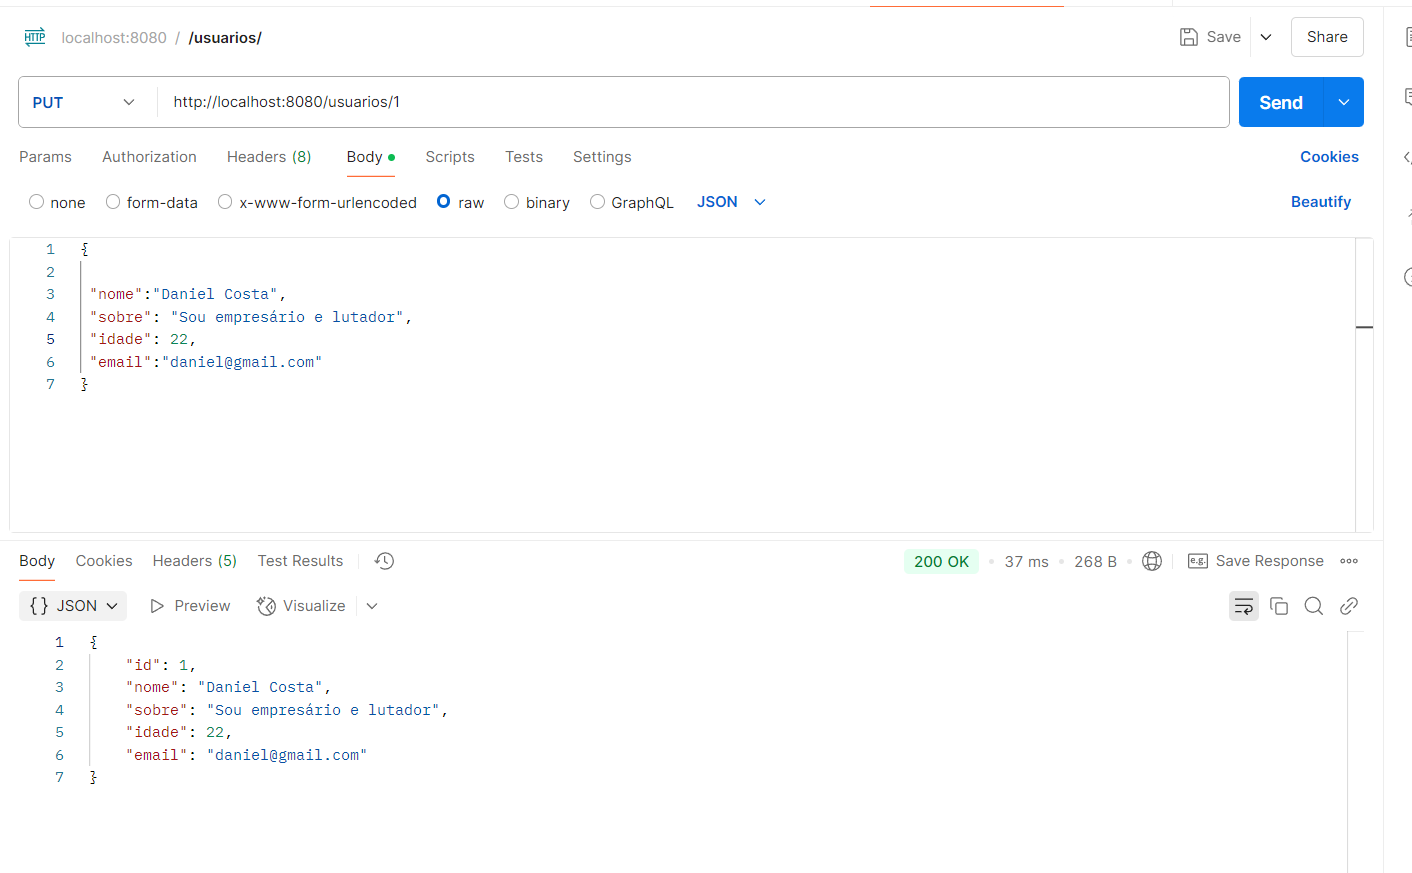 HTTP localhost:8080 / /usuarios/ Save Share
PUT http://localhost:8080/usuarios/1 Send
Params Authorization Headers (8) Body Scripts Tests Settings Cookies
none form-data x-www-form-urlencoded raw binary GraphQL JSON Beautify
1 {
2
3 "nome":"Daniel Costa",
4 "sobre": "Sou empresário e lutador",
5 "idade": 22,
6 "email":"daniel@gmail.com"
7 }
Body Cookies Headers (5) Test Results 200 OK • 37 ms • 268 B • e.g. Save Response
{} JSON Preview Visualize
1 {
2 "id": 1,
3 "nome": "Daniel Costa",
4 "sobre": "Sou empresário e lutador",
5 "idade": 22,
6 "email": "daniel@gmail.com"
7 }